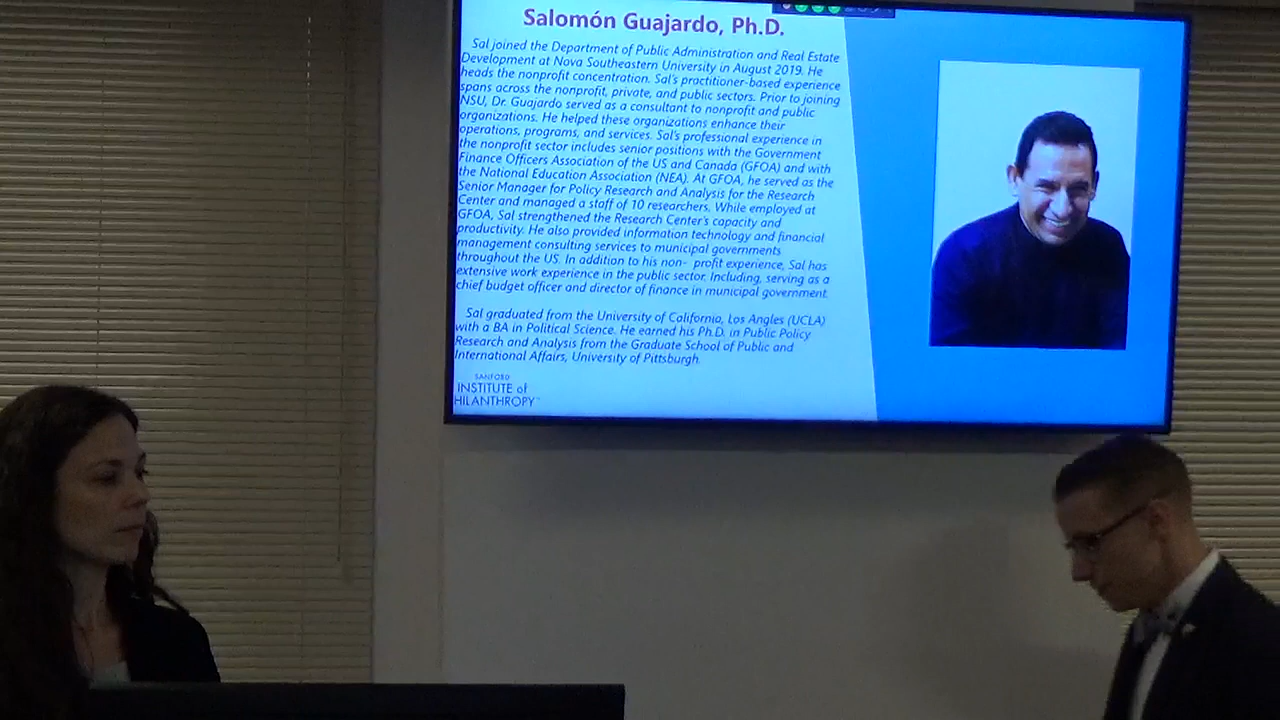 Salomón Guajardo, Ph.D.
Sal joined the Department of Public Administration and Real Estate
Development at Nova Southeastern University in August 2019. He
heads the nonprofit concentration. Sal's practitioner-based experience
spans across the nonprofit, private, and public sectors. Prior to joining
NSU, Dr. Guajardo served as a consultant to nonprofit and public
organizations. He helped these organizations enhance their
operations, programs, and services. Sal's professional experience in
the nonprofit sector includes senior positions with the Government
Finance Officers Association of the US and Canada (GFOA) and with
the National Education Association (NEA). At GFOA, he served as the
Senior Manager for Policy Research and Analysis for the Research
Center and managed a staff of 10 researchers. While employed at
GFOA, Sal strengthened the Research Center's capacity and
productivity. He also provided information technology and financial
management consulting services to municipal governments
throughout the US. In addition to his non- profit experience, Sal has
extensive work experience in the public sector. Including, serving as a
chief budget officer and director of finance in municipal government.
Sal graduated from the University of California, Los Angles (UCLA)
with a BA in Political Science. He earned his Ph.D. in Public Policy
Research and Analysis from the Graduate School of Public and
International Affairs, University of Pittsburgh.
SANFORD
INSTITUTE of
HILANTHROPY